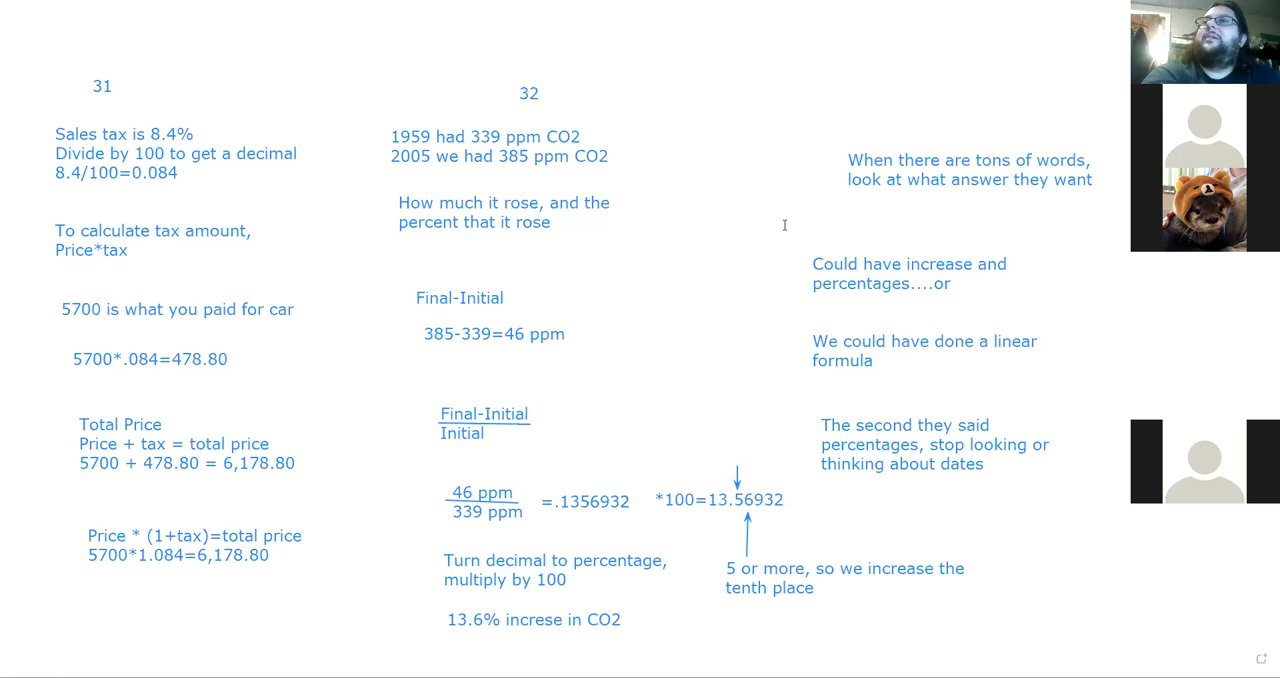 31
Sales tax is 8.4%
Divide by 100 to get a decimal
8.4/100=0.084
To calculate tax amount,
Price*tax
5700 is what you paid for car
5700*.084=478.80
Total Price
Price + tax = total price
5700 + 478.80 = 6,178.80
Price * (1+tax)=total price
5700*1.084=6,178.80
32
1959 had 339 ppm CO2
2005 we had 385 ppm CO2
How much it rose, and the
percent that it rose
Final-Initial
385-339=46 ppm
Final-Initial
Initial
46 ppm
339 ppm
=.1356932
*100=13.56932
Turn decimal to percentage,
multiply by 100
5 or more, so we increase the
tenth place
13.6% increse in CO2
When there are tons of words,
look at what answer they want
Could have increase and
percentages....or
We could have done a linear
formula
The second they said
percentages, stop looking or
thinking about dates